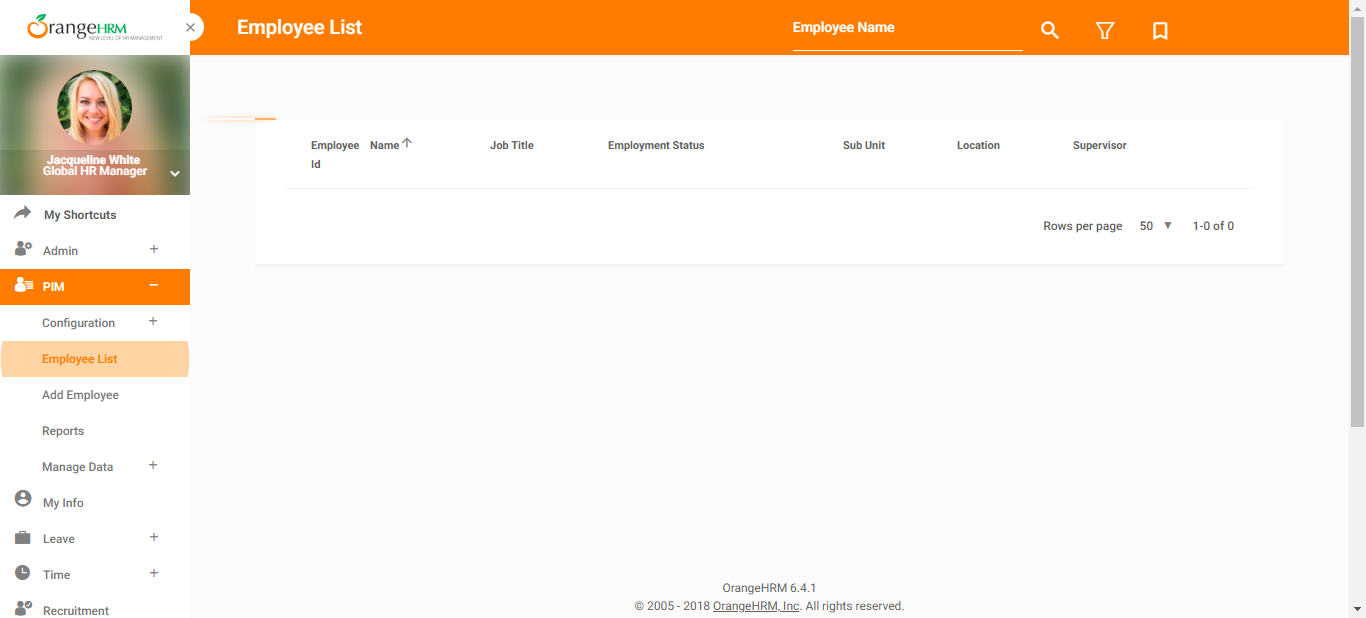 OrangeHRM
NEW LEVEL OF HR MANAGEMENT
Employee List
Employee Name
Jacqueline White
Global HR Manager
My Shortcuts
Admin
PIM
Configuration
Employee List
Add Employee
Reports
Manage Data
My Info
Leave
Time
Recruitment
Employee Id Name Job Title Employment Status Sub Unit Location Supervisor
Rows per page 50 1-0 of 0
OrangeHRM 6.4.1
© 2005 - 2018 OrangeHRM, Inc. All rights reserved.